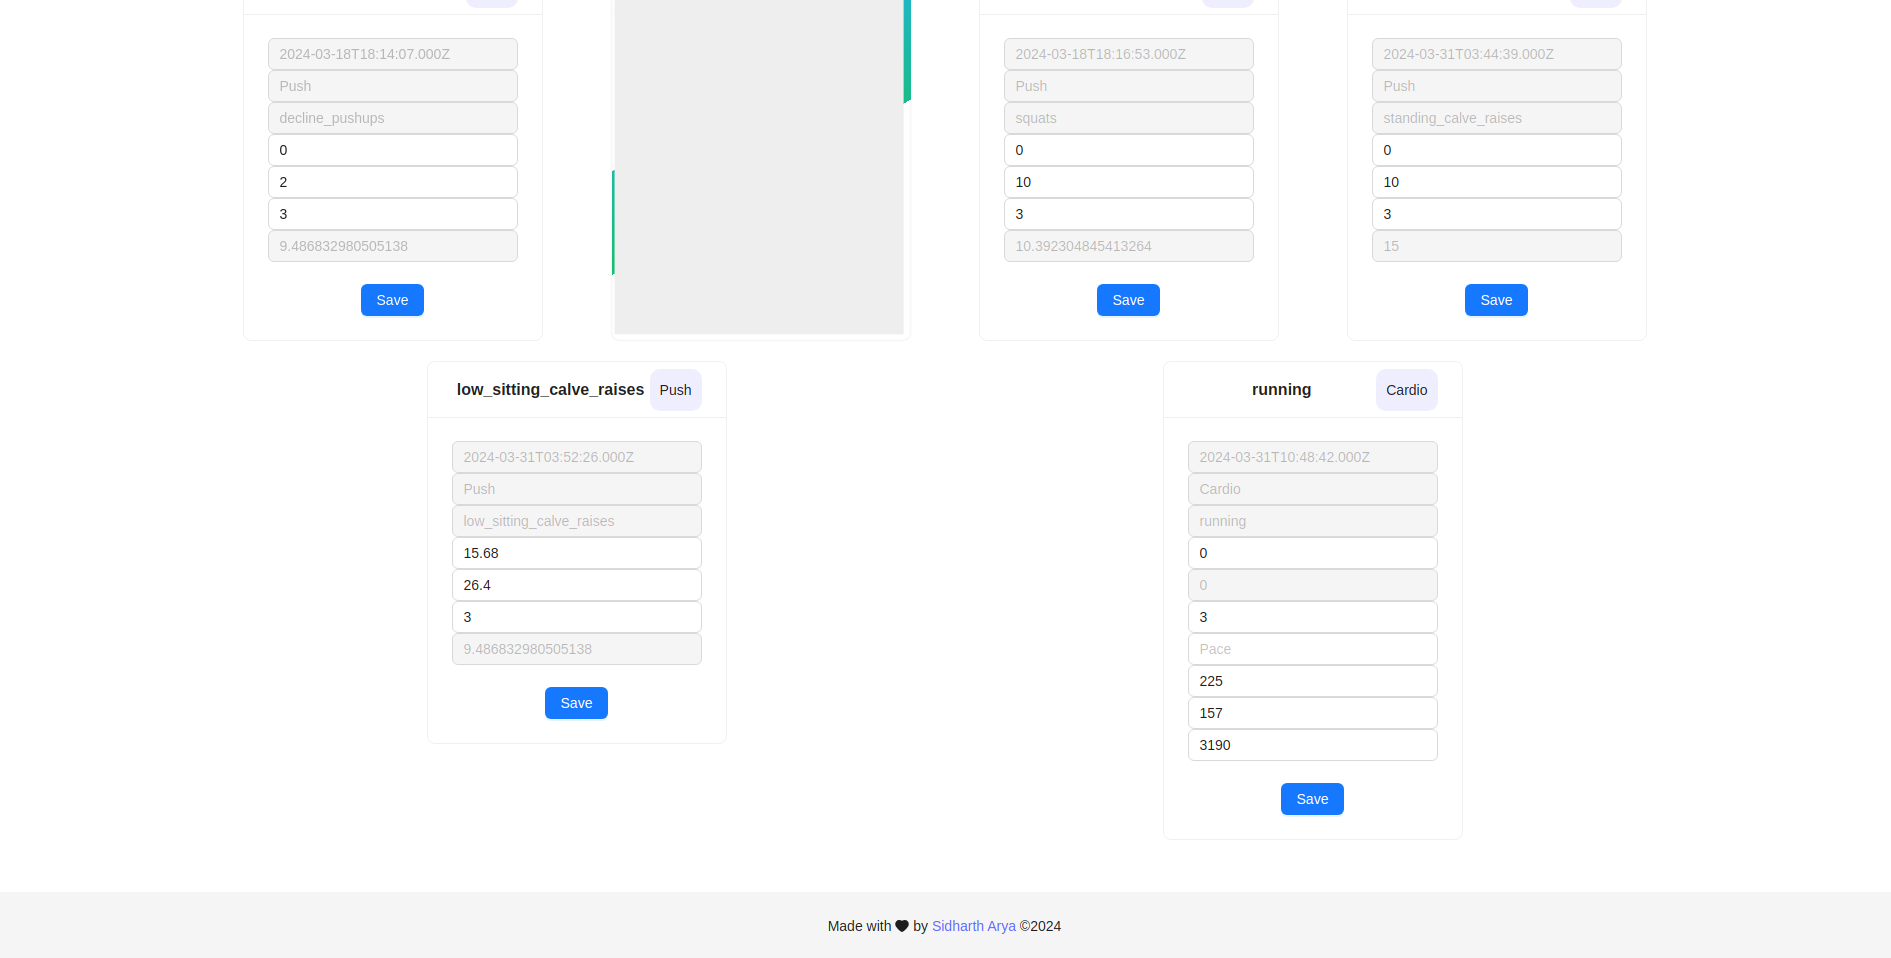 2024-03-18T18:14:07.000Z
Push
decline_pushups
0
2
3
9.486832980505138
Save
2024-03-18T18:16:53.000Z
Push
squats
0
10
3
10.392304845413264
Save
2024-03-31T03:44:39.000Z
Push
standing_calve_raises
0
10
3
15
Save
low_sitting_calve_raises Push
2024-03-31T03:52:26.000Z
Push
low_sitting_calve_raises
15.68
26.4
3
9.486832980505138
Save
running Cardio
2024-03-31T10:48:42.000Z
Cardio
running
0
0
3
Pace
225
157
3190
Save
Made with 🖤 by Sidharth Arya ©2024